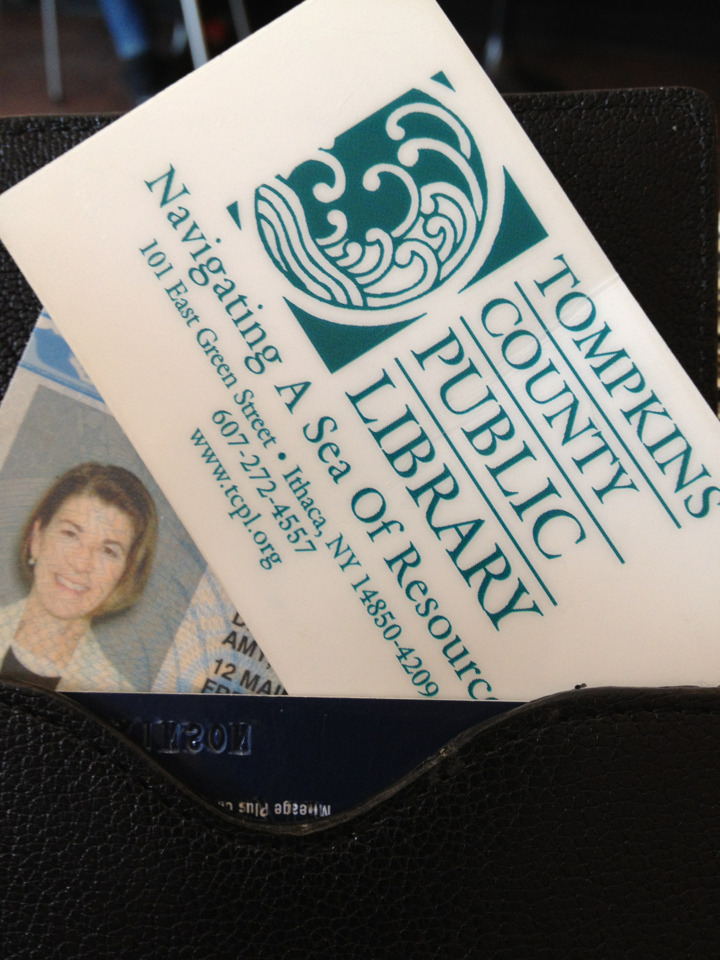 TOMPKINS
COUNTY
PUBLIC
LIBRARY
Navigating A Sea Of
101 East Green Street • Ithaca, NY 14850-4209
607-272-4557
www.tcpl.org
12
Mileage Plus